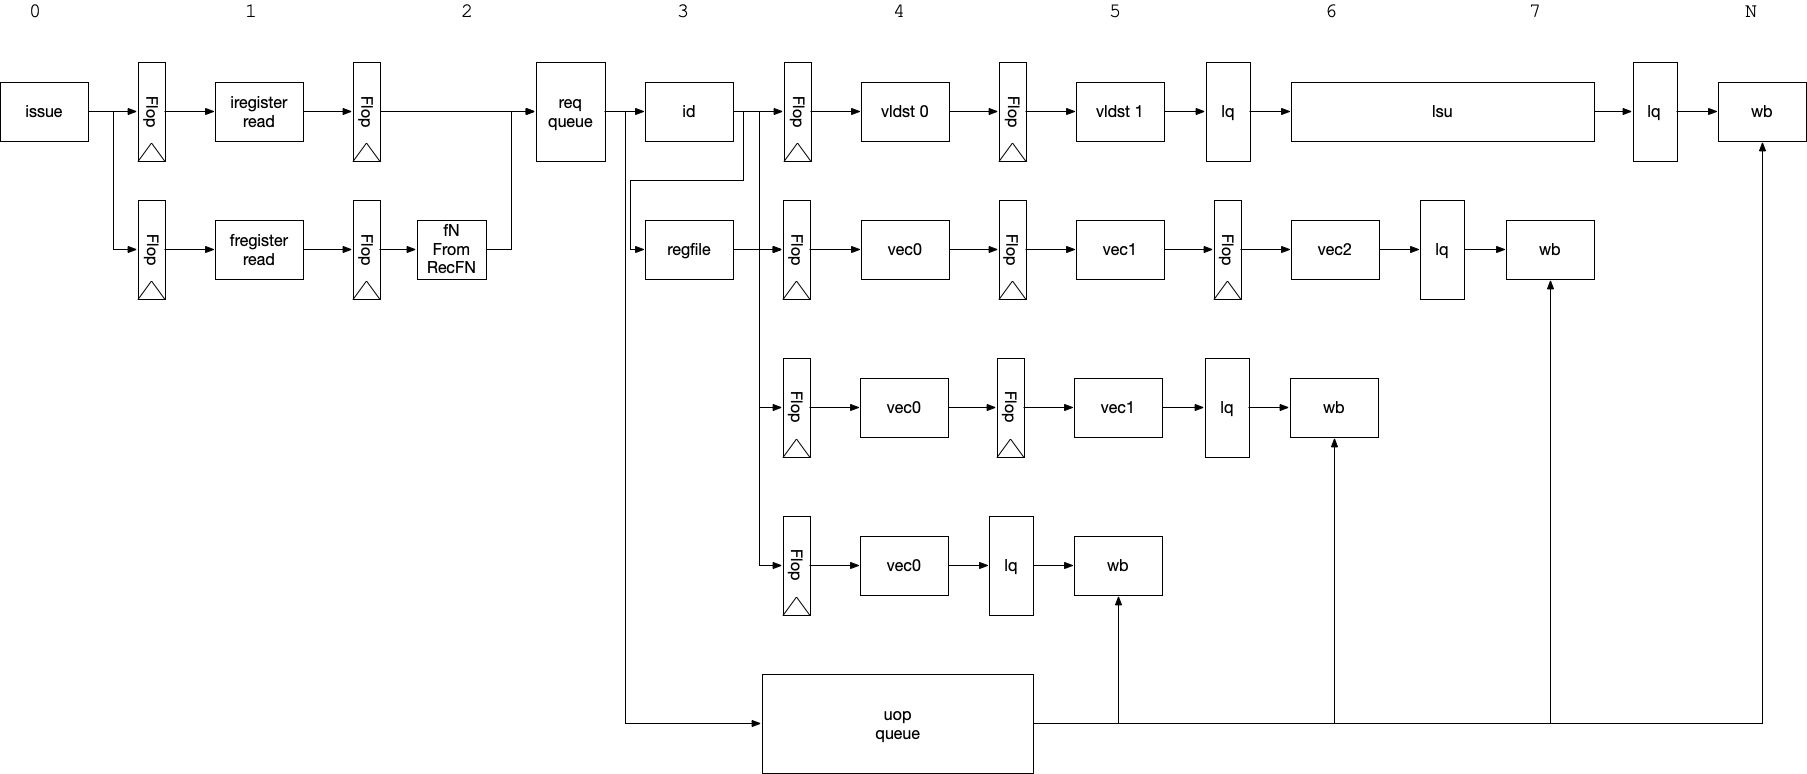 0 1 2 3 4 5 6 7 N
issue
Flop
iregister
read
Flop
req
queue
id
Flop
vldst 0
Flop
vldst 1
lq
lsu
lq
wb
Flop
fregister
read
Flop
fN
From
RecFN
regfile
Flop
vec0
Flop
vec1
Flop
vec2
lq
wb
Flop
vec0
Flop
vec1
lq
wb
Flop
vec0
lq
wb
uop
queue